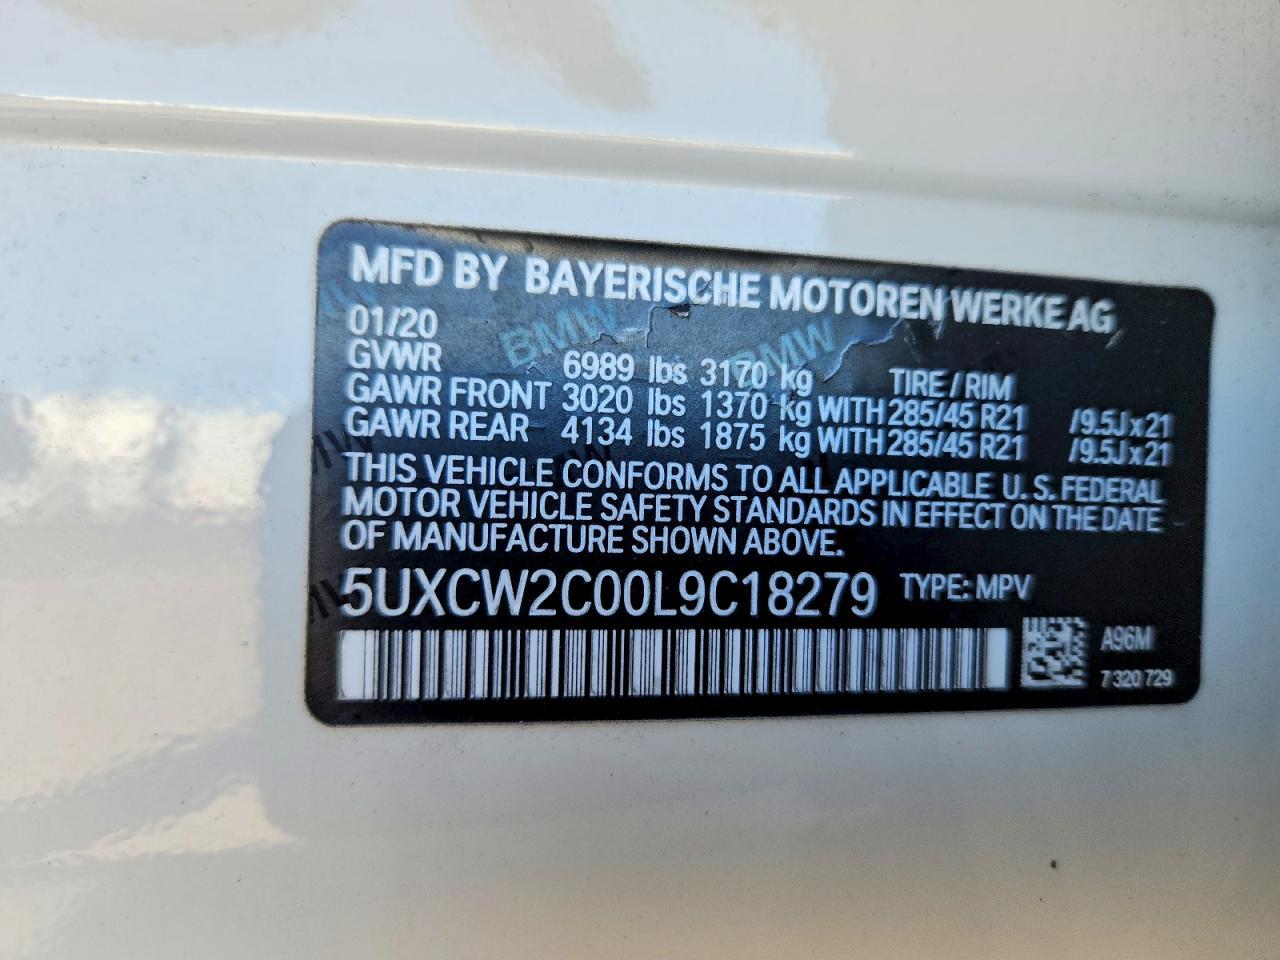 MFD BY BAYERISCHE MOTOREN WERKE AG
01/20
GVWR 6989 lbs 3170 kg TIRE / RIM
GAWR FRONT 3020 lbs 1370 kg WITH 285/45 R21 /9.5J x 21
GAWR REAR 4134 lbs 1875 kg WITH 285/45 R21 /9.5J x 21
THIS VEHICLE CONFORMS TO ALL APPLICABLE U. S. FEDERAL
MOTOR VEHICLE SAFETY STANDARDS IN EFFECT ON THE DATE
OF MANUFACTURE SHOWN ABOVE.
5UXCW2C00L9C18279 TYPE: MPV
A96M
7 320 729
BMW
BMW